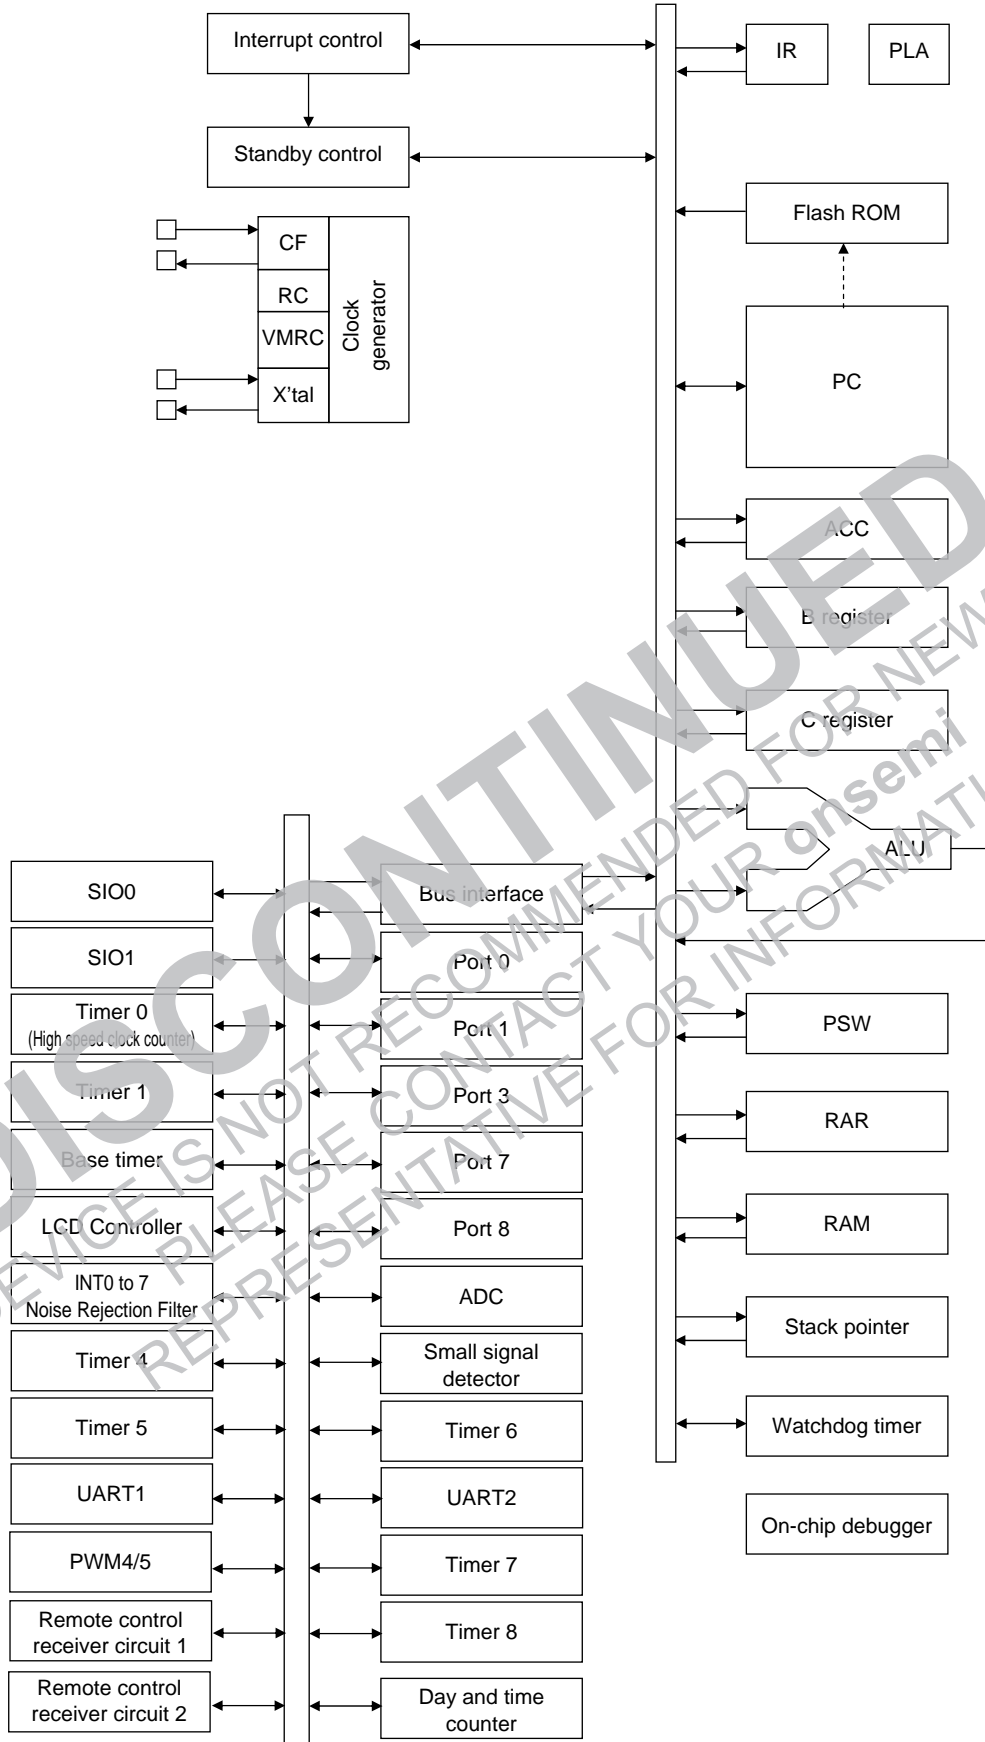 Interrupt control
IR
PLA
Standby control
Flash ROM
CF
RC
VMRC
X'tal
Clock
generator
PC
ACC
B register
C register
ALU
SIO0
Bus interface
SIO1
Port 0
Timer 0
(High speed clock counter)
Port 1
PSW
Timer 1
Port 3
RAR
Base timer
Port 7
LCD Controller
Port 8
RAM
INT0 to 7
Noise Rejection Filter
ADC
Stack pointer
Timer 4
Small signal
detector
Timer 5
Timer 6
Watchdog timer
UART1
UART2
On-chip debugger
PWM4/5
Timer 7
Remote control
receiver circuit 1
Timer 8
Remote control
receiver circuit 2
Day and time
counter
DISCONTINUED
DEVICE IS NOT RECOMMENDED FOR NEW
PLEASE CONTACT YOUR onsemi
REPRESENTATIVE FOR